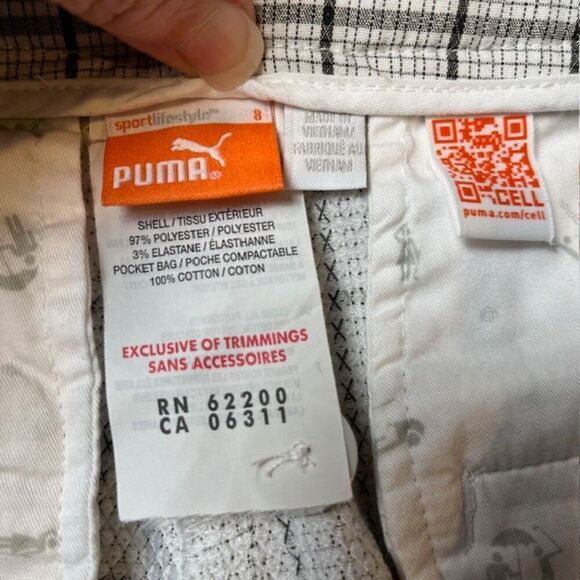 sportlifestyle™ 8
PUMA®
MADE IN
VIETNAM/
FABRIQUÉ AU
VIETNAM
CELL
puma.com/cell
SHELL / TISSU EXTÉRIEUR
97% POLYESTER / POLYESTER
3% ELASTANE / ÉLASTHANNE
POCKET BAG / POCHE COMPACTABLE
100% COTTON / COTON
EXCLUSIVE OF TRIMMINGS
SANS ACCESSOIRES
RN 62200
CA 06311